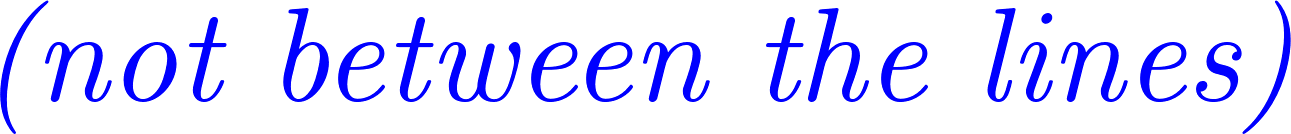 (not between the lines)